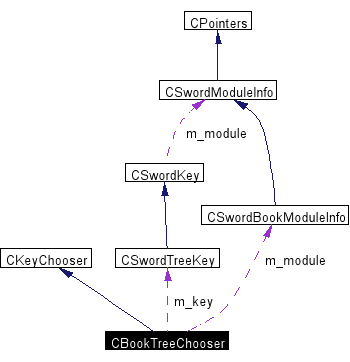 CPointers
CSwordModuleInfo
m_module
CSwordKey
CSwordBookModuleInfo
CKeyChooser
CSwordTreeKey
m_module
m_key
CBookTreeChooser